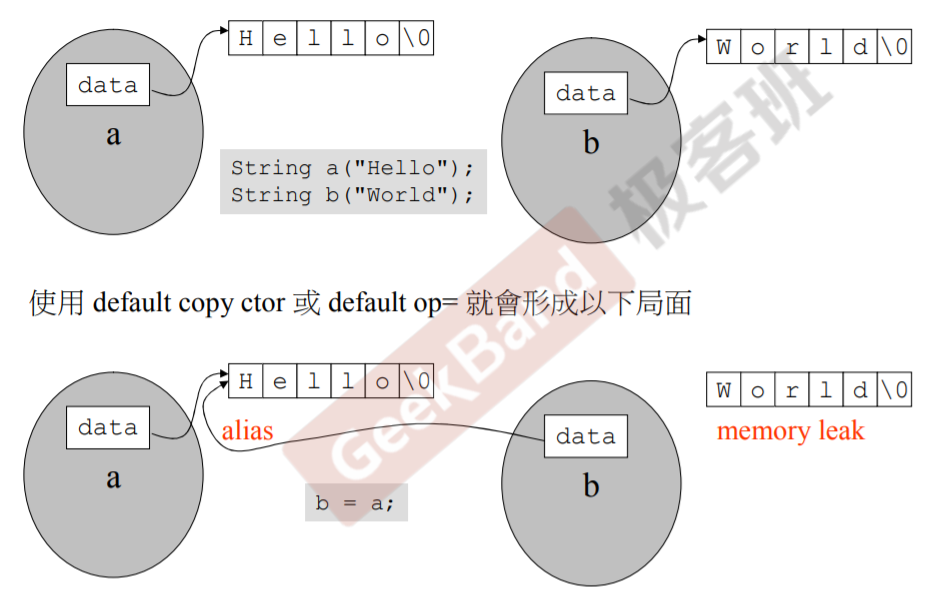 H e l l o \0
W o r l d \0
data
data
a
b
String a("Hello");
String b("World");
使用 default copy ctor 或 default op= 就會形成以下局面
H e l l o \0
W o r l d \0
data
alias
data
memory leak
a
b
b = a;
GeekBand 极客班